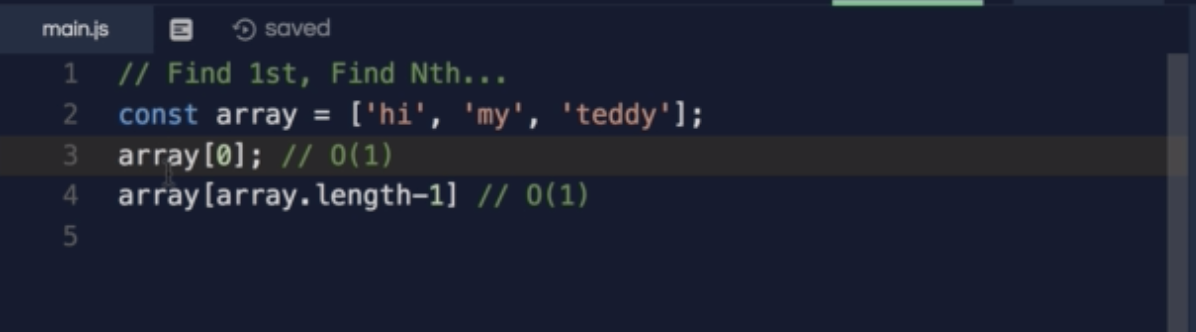 main.js saved
1 // Find 1st, Find Nth...
2 const array = ['hi', 'my', 'teddy'];
3 array[0]; // O(1)
4 array[array.length-1] // O(1)
5